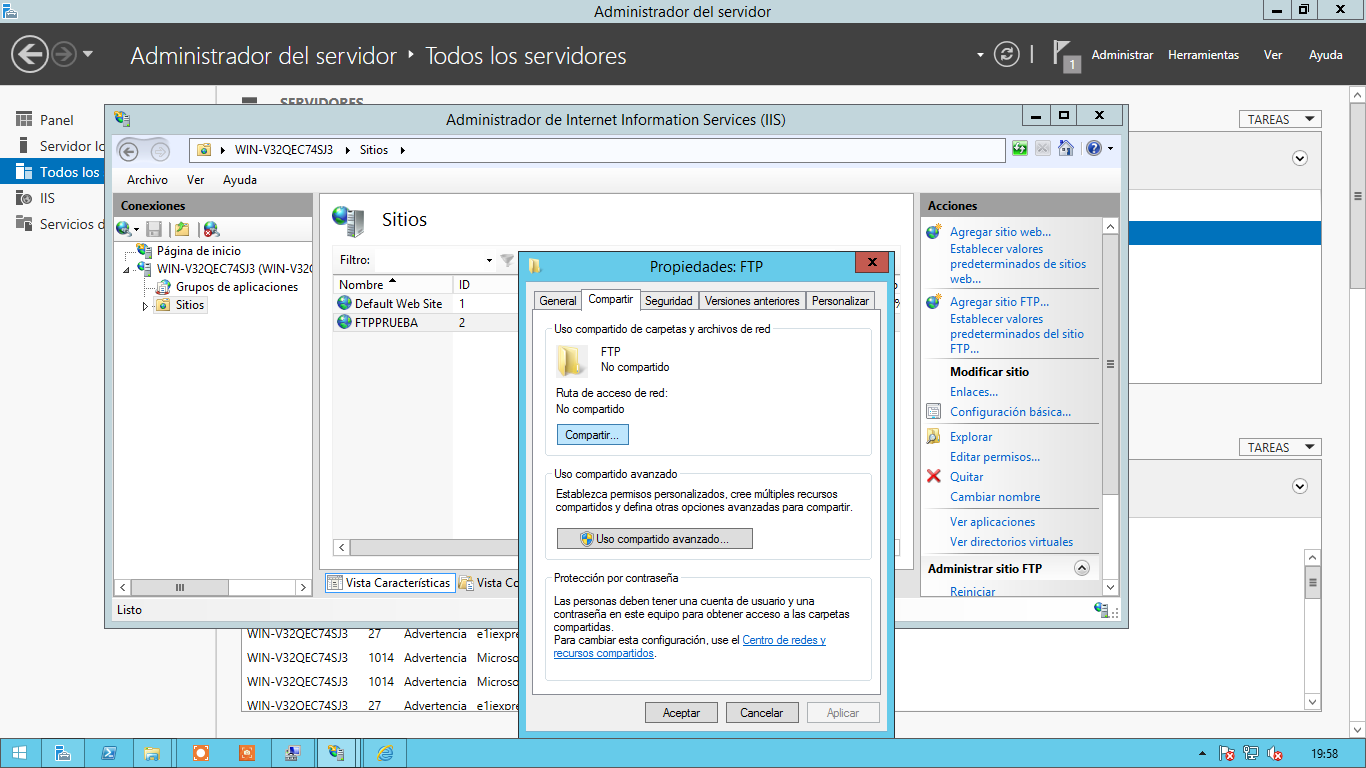 Administrador del servidor
Administrador del servidor ‣ Todos los servidores
1
Administrar Herramientas Ver Ayuda
Panel
Servidor lo
Todos los
IIS
Servicios d
SERVIDORES
TAREAS
TAREAS
Administrador de Internet Information Services (IIS)
WIN-V32QEC74SJ3 Sitios
Archivo Ver Ayuda
Conexiones
Página de inicio
WIN-V32QEC74SJ3 (WIN-V32
Grupos de aplicaciones
Sitios
Sitios
Filtro:
Nombre ID
Default Web Site 1
FTPPRUEBA 2
%
Vista Características Vista Co
Listo
Acciones
Agregar sitio web...
Establecer valores
predeterminados de sitios
web...
Agregar sitio FTP...
Establecer valores
predeterminados del sitio
FTP...
Modificar sitio
Enlaces...
Configuración básica...
Explorar
Editar permisos...
Quitar
Cambiar nombre
Ver aplicaciones
Ver directorios virtuales
Administrar sitio FTP
Reiniciar
Propiedades: FTP
General Compartir Seguridad Versiones anteriores Personalizar
Uso compartido de carpetas y archivos de red
FTP
No compartido
Ruta de acceso de red:
No compartido
Compartir...
Uso compartido avanzado
Establezca permisos personalizados, cree múltiples recursos
compartidos y defina otras opciones avanzadas para compartir.
Uso compartido avanzado...
Protección por contraseña
Las personas deben tener una cuenta de usuario y una
contraseña en este equipo para obtener acceso a las carpetas
compartidas.
Para cambiar esta configuración, use el Centro de redes y
recursos compartidos.
Aceptar Cancelar Aplicar
WIN-V32QEC74SJ3 27 Advertencia e1iexpre
WIN-V32QEC74SJ3 1014 Advertencia Microso
WIN-V32QEC74SJ3 1014 Advertencia Microso
WIN-V32QEC74SJ3 27 Advertencia e1iexpre
19:58